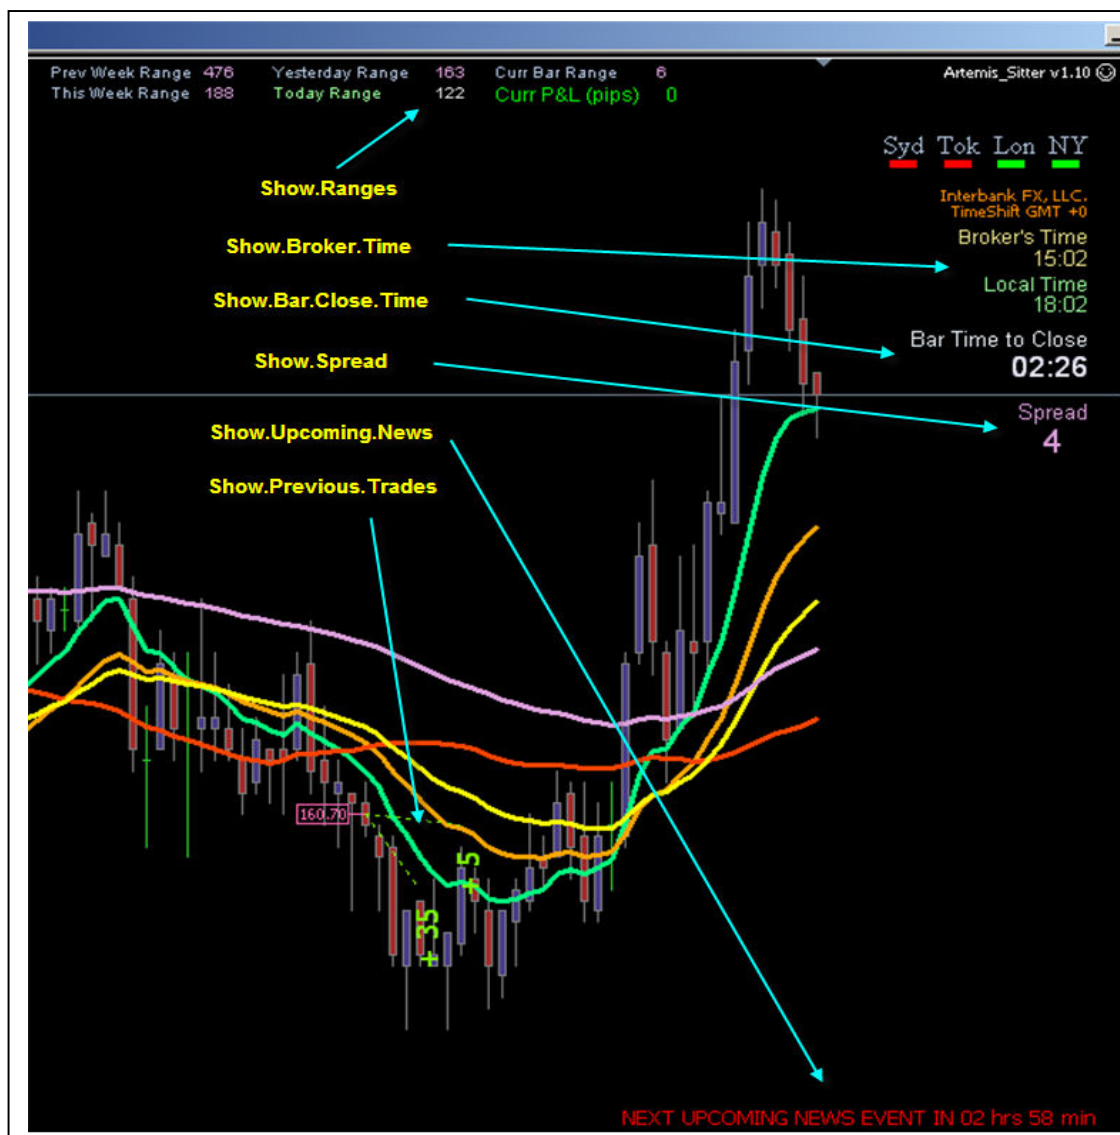 Prev Week Range 476 Yesterday Range 163 Curr Bar Range 6 Artemis_Sitter v1.10
This Week Range 188 Today Range 122 Curr P&L (pips) 0
Syd Tok Lon NY
Show.Ranges
Interbank FX, LLC.
TimeShift GMT +0
Show.Broker.Time
Broker's Time
15:02
Local Time
18:02
Show.Bar.Close.Time
Bar Time to Close
02:26
Show.Spread
Spread
4
Show.Upcoming.News
Show.Previous.Trades
160.70
+5
+35
NEXT UPCOMING NEWS EVENT IN 02 hrs 58 min